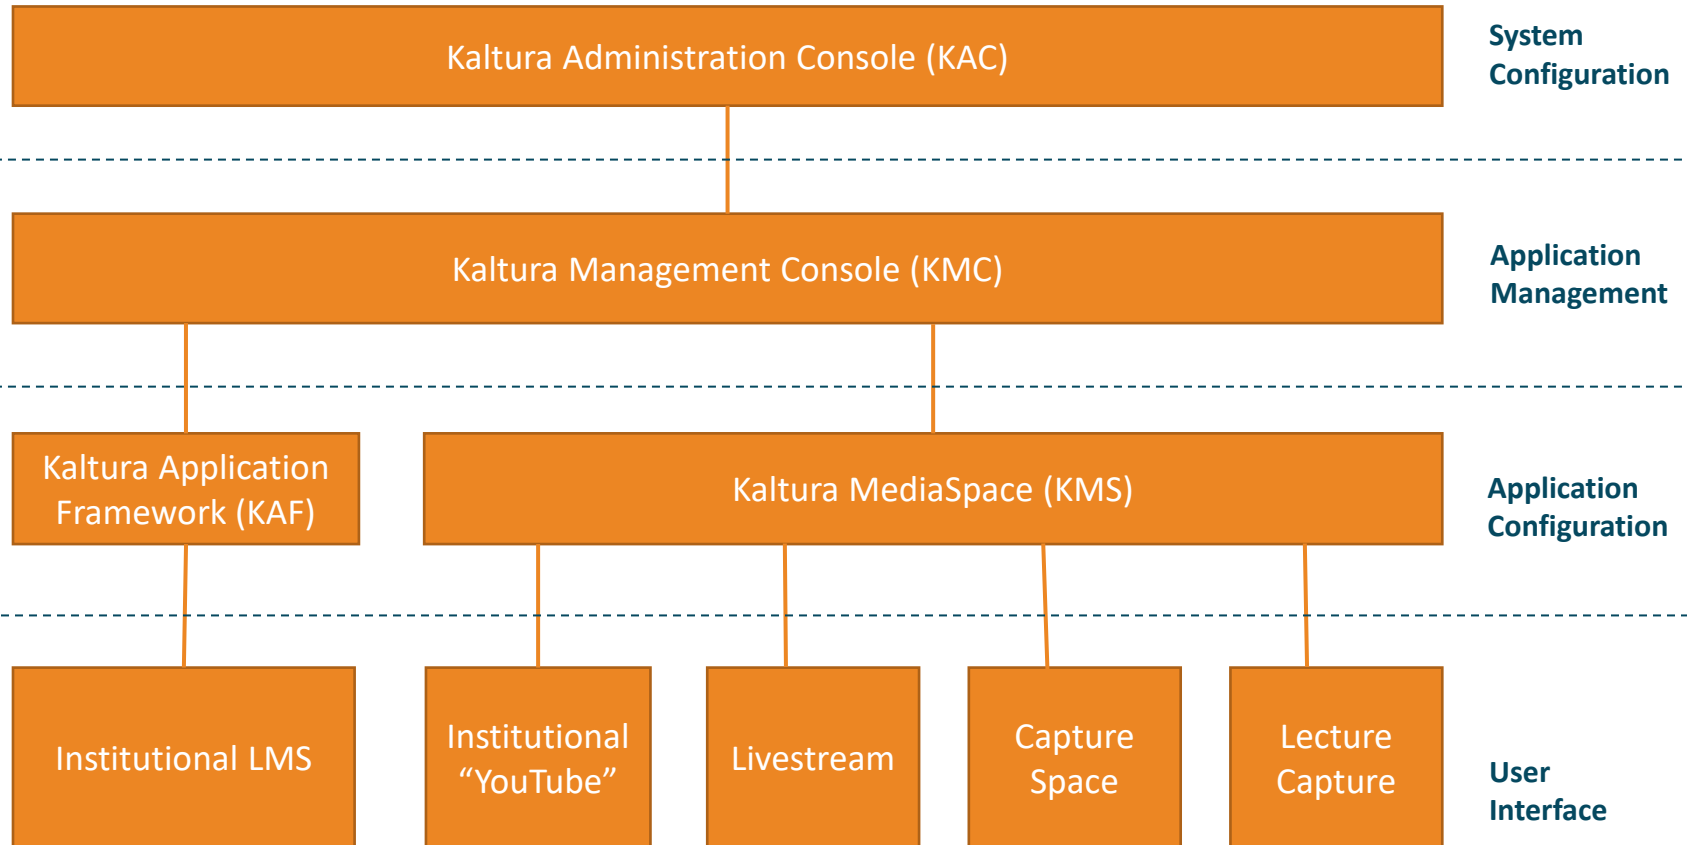 Kaltura Administration Console (KAC)
System
Configuration
Kaltura Management Console (KMC)
Application
Management
Kaltura Application
Framework (KAF)
Kaltura MediaSpace (KMS)
Application
Configuration
Institutional LMS
Institutional
“YouTube”
Livestream
Capture
Space
Lecture
Capture
User
Interface